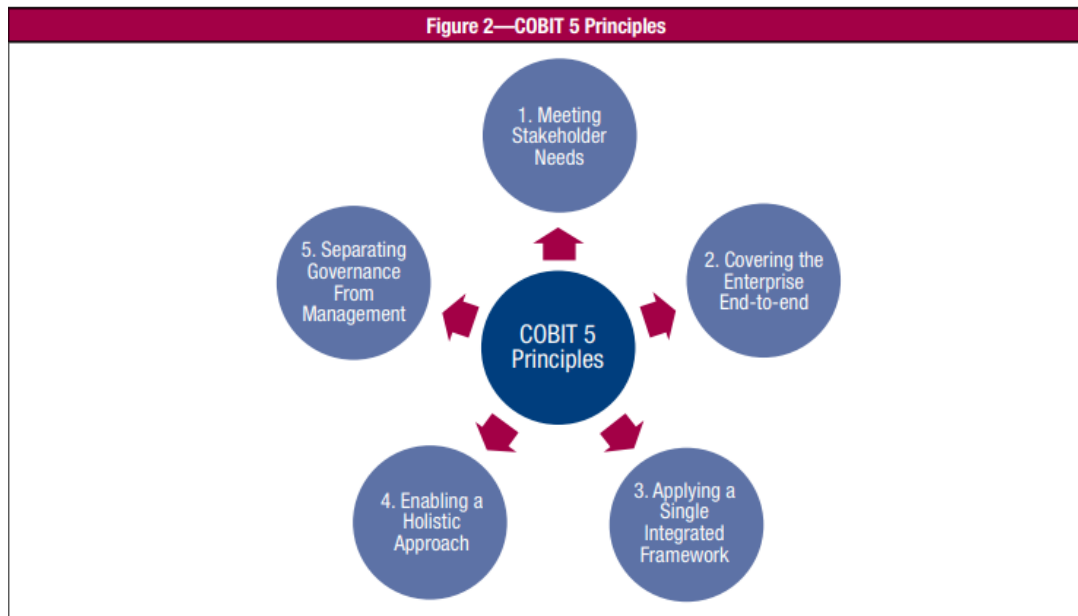 Figure 2—COBIT 5 Principles
1. Meeting
Stakeholder
Needs
2. Covering the
Enterprise
End-to-end
3. Applying a
Single
Integrated
Framework
4. Enabling a
Holistic
Approach
5. Separating
Governance
From
Management
COBIT 5
Principles